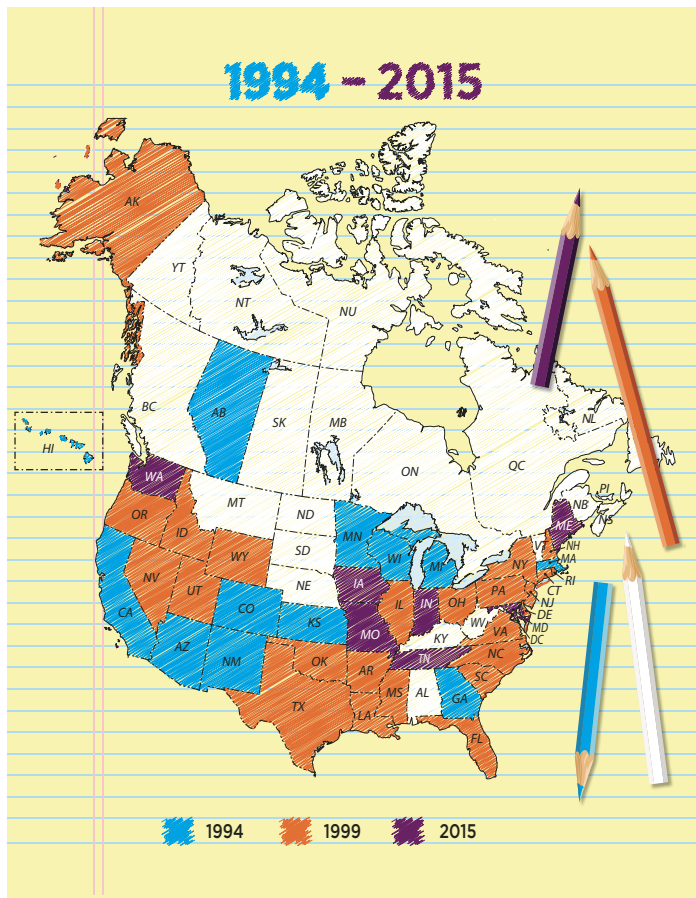 1994 – 2015
AK
YT
NT
NU
BC
AB
SK
MB
ON
QC
NL
HI
WA
MT
ND
NB
PI
NS
ME
OR
ID
MN
SD
WI
MI
NY
VT
NH
MA
RI
CT
WY
NV
UT
NE
IA
IL
IN
OH
PA
NJ
DE
MD
DC
CA
CO
KS
MO
KY
WV
VA
AZ
NM
OK
AR
TN
NC
SC
TX
LA
MS
AL
GA
FL
1994 1999 2015